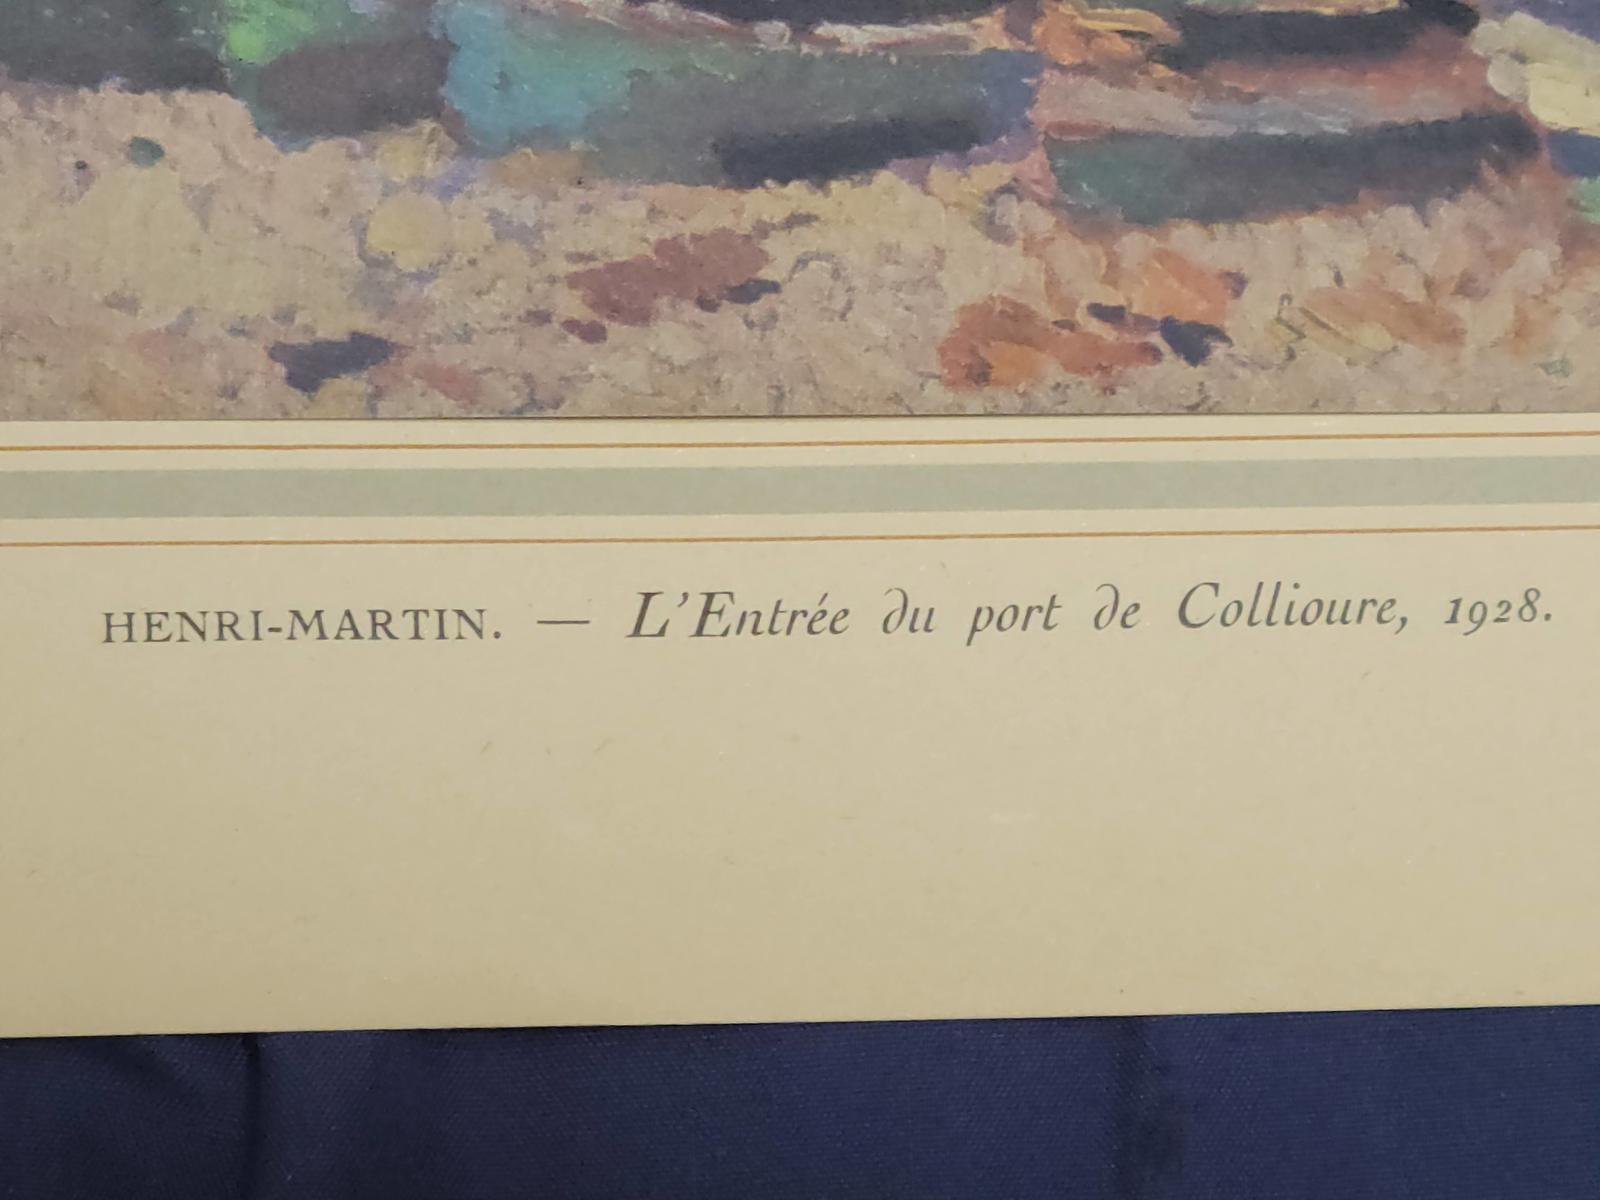 HENRI-MARTIN. — L'Entrée du port de Collioure, 1928.